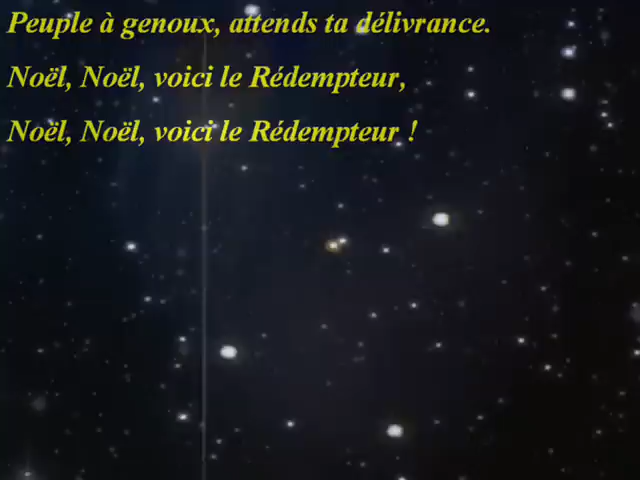 Peuple à genoux, attends ta délivrance.
Noël, Noël, voici le Rédempteur,
Noël, Noël, voici le Rédempteur !